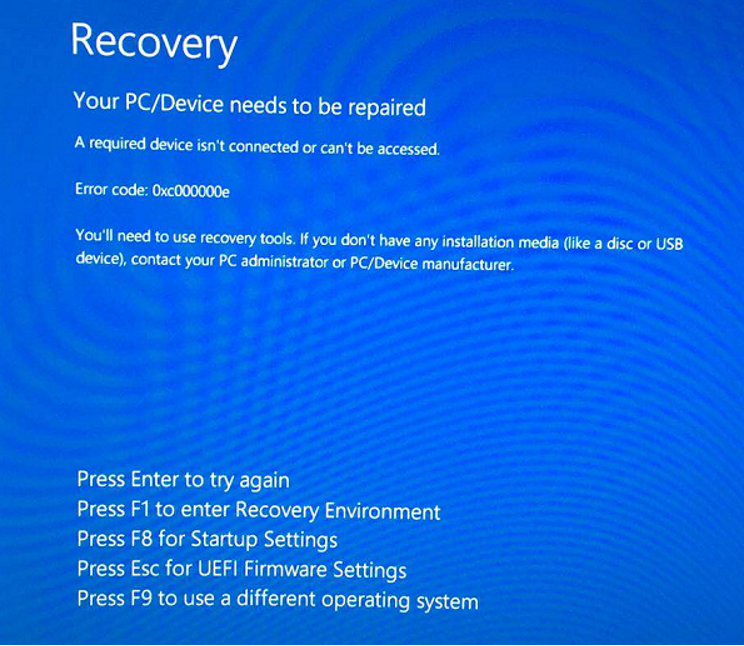 Recovery
Your PC/Device needs to be repaired
A required device isn't connected or can't be accessed.
Error code: 0xc000000e
You'll need to use recovery tools. If you don't have any installation media (like a disc or USB
device), contact your PC administrator or PC/Device manufacturer.
Press Enter to try again
Press F1 to enter Recovery Environment
Press F8 for Startup Settings
Press Esc for UEFI Firmware Settings
Press F9 to use a different operating system